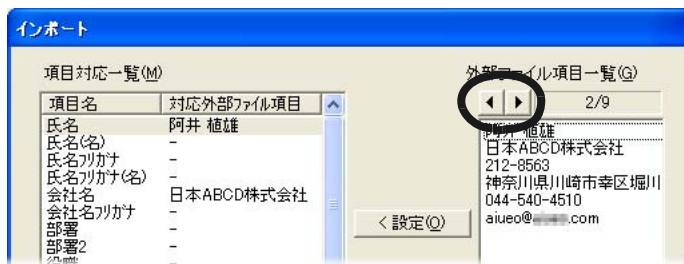 インポート
項目対応一覧(M)
項目名 対応外部ファイル項目
氏名 阿井 植雄
氏名(名) -
氏名フリガナ -
氏名フリガナ(名) -
会社名 日本ABCD株式会社
会社名フリガナ -
部署 -
部署2 -
役職 -
<設定(O)
外部ファイル項目一覧(G)
2/9
阿井 植雄
日本ABCD株式会社
212-8563
神奈川県川崎市幸区堀川
044-540-4510
aiueo@ .com